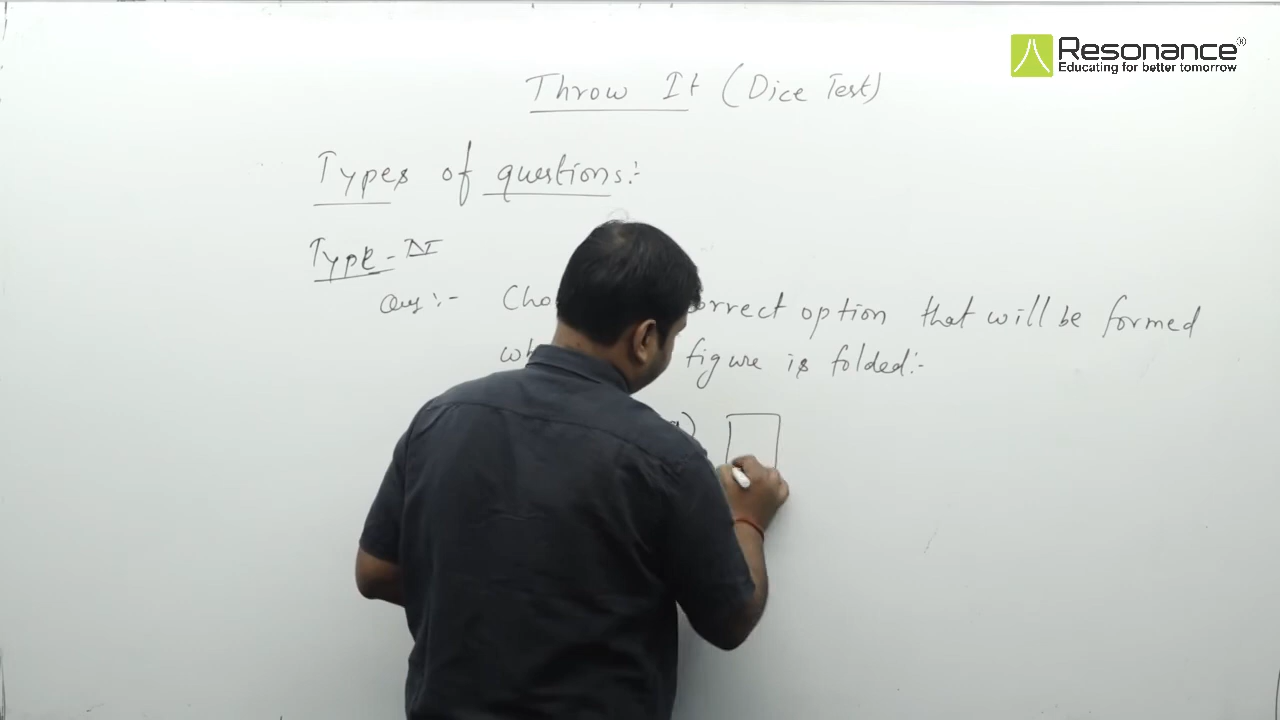 Resonance®
Educating for better tomorrow
Throw It (Dice Test)
Types of questions:-
Type-
Ques:- Cho orrect option that will be formed
wh figure is folded:-
a)